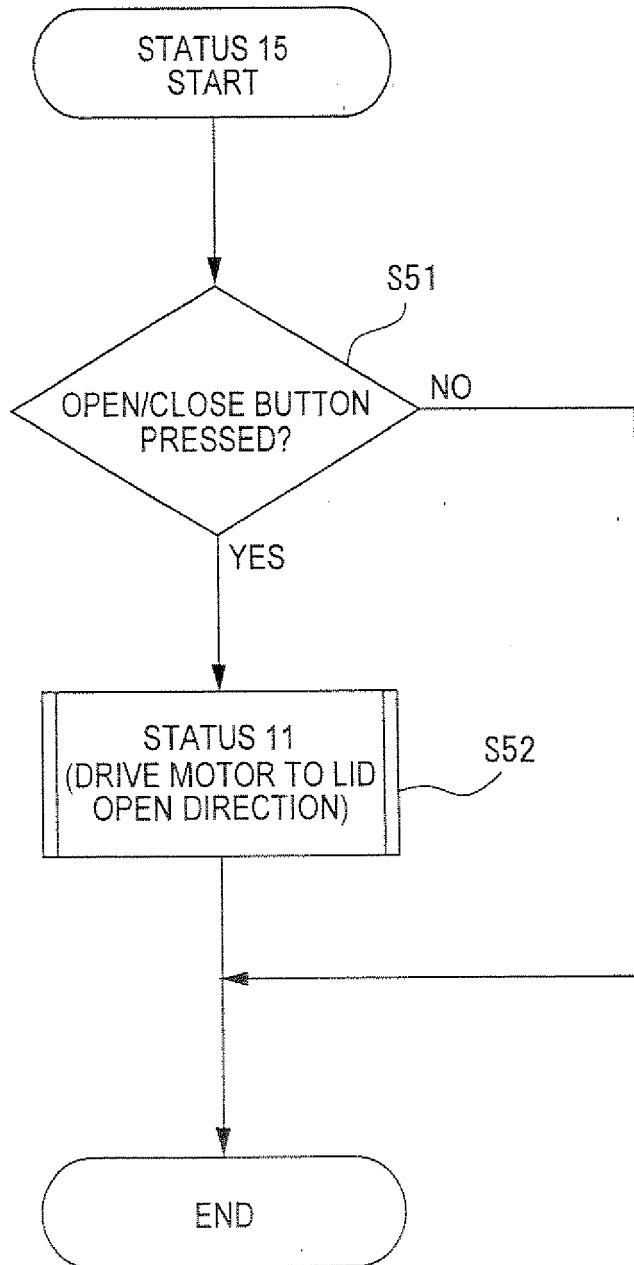 STATUS 15
START
S51
OPEN/CLOSE BUTTON
PRESSED?
NO
YES
STATUS 11
(DRIVE MOTOR TO LID
OPEN DIRECTION)
S52
END